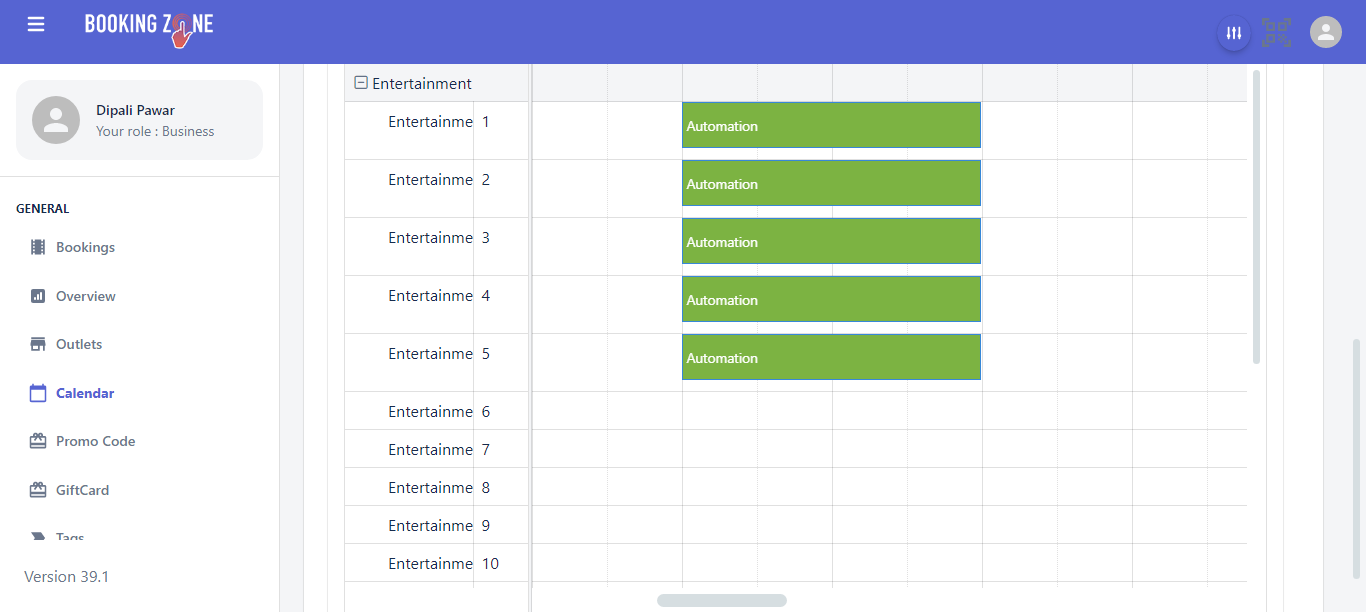 BOOKING ZONE
Dipali Pawar
Your role : Business
GENERAL
Bookings
Overview
Outlets
Calendar
Promo Code
GiftCard
Tags
Version 39.1
Entertainment
Entertainme 1 Automation
Entertainme 2 Automation
Entertainme 3 Automation
Entertainme 4 Automation
Entertainme 5 Automation
Entertainme 6
Entertainme 7
Entertainme 8
Entertainme 9
Entertainme 10